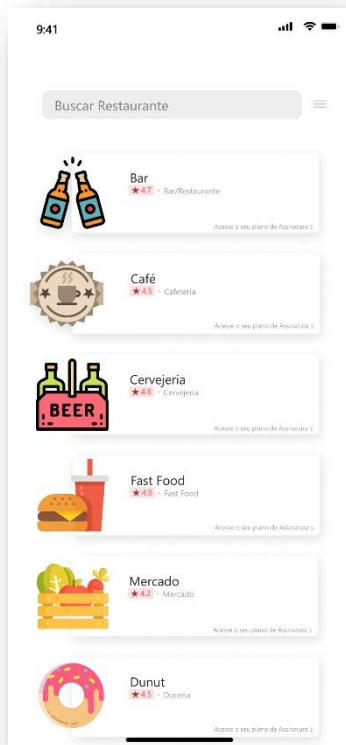 9:41
Buscar Restaurante
Bar
★ 4.7 • Bar/Restaurante
Acesse o seu plano de Assinatura >
Café
★ 4.5 • Cafeteria
Acesse o seu plano de Assinatura >
BEER
Cervejeria
★ 4.8 • Cervejeria
Acesse o seu plano de Assinatura >
Fast Food
★ 4.9 • Fast Food
Acesse o seu plano de Assinatura >
Mercado
★ 4.2 • Mercado
Acesse o seu plano de Assinatura >
Dunut
★ 4.5 • Doceria
Acesse o seu plano de Assinatura >